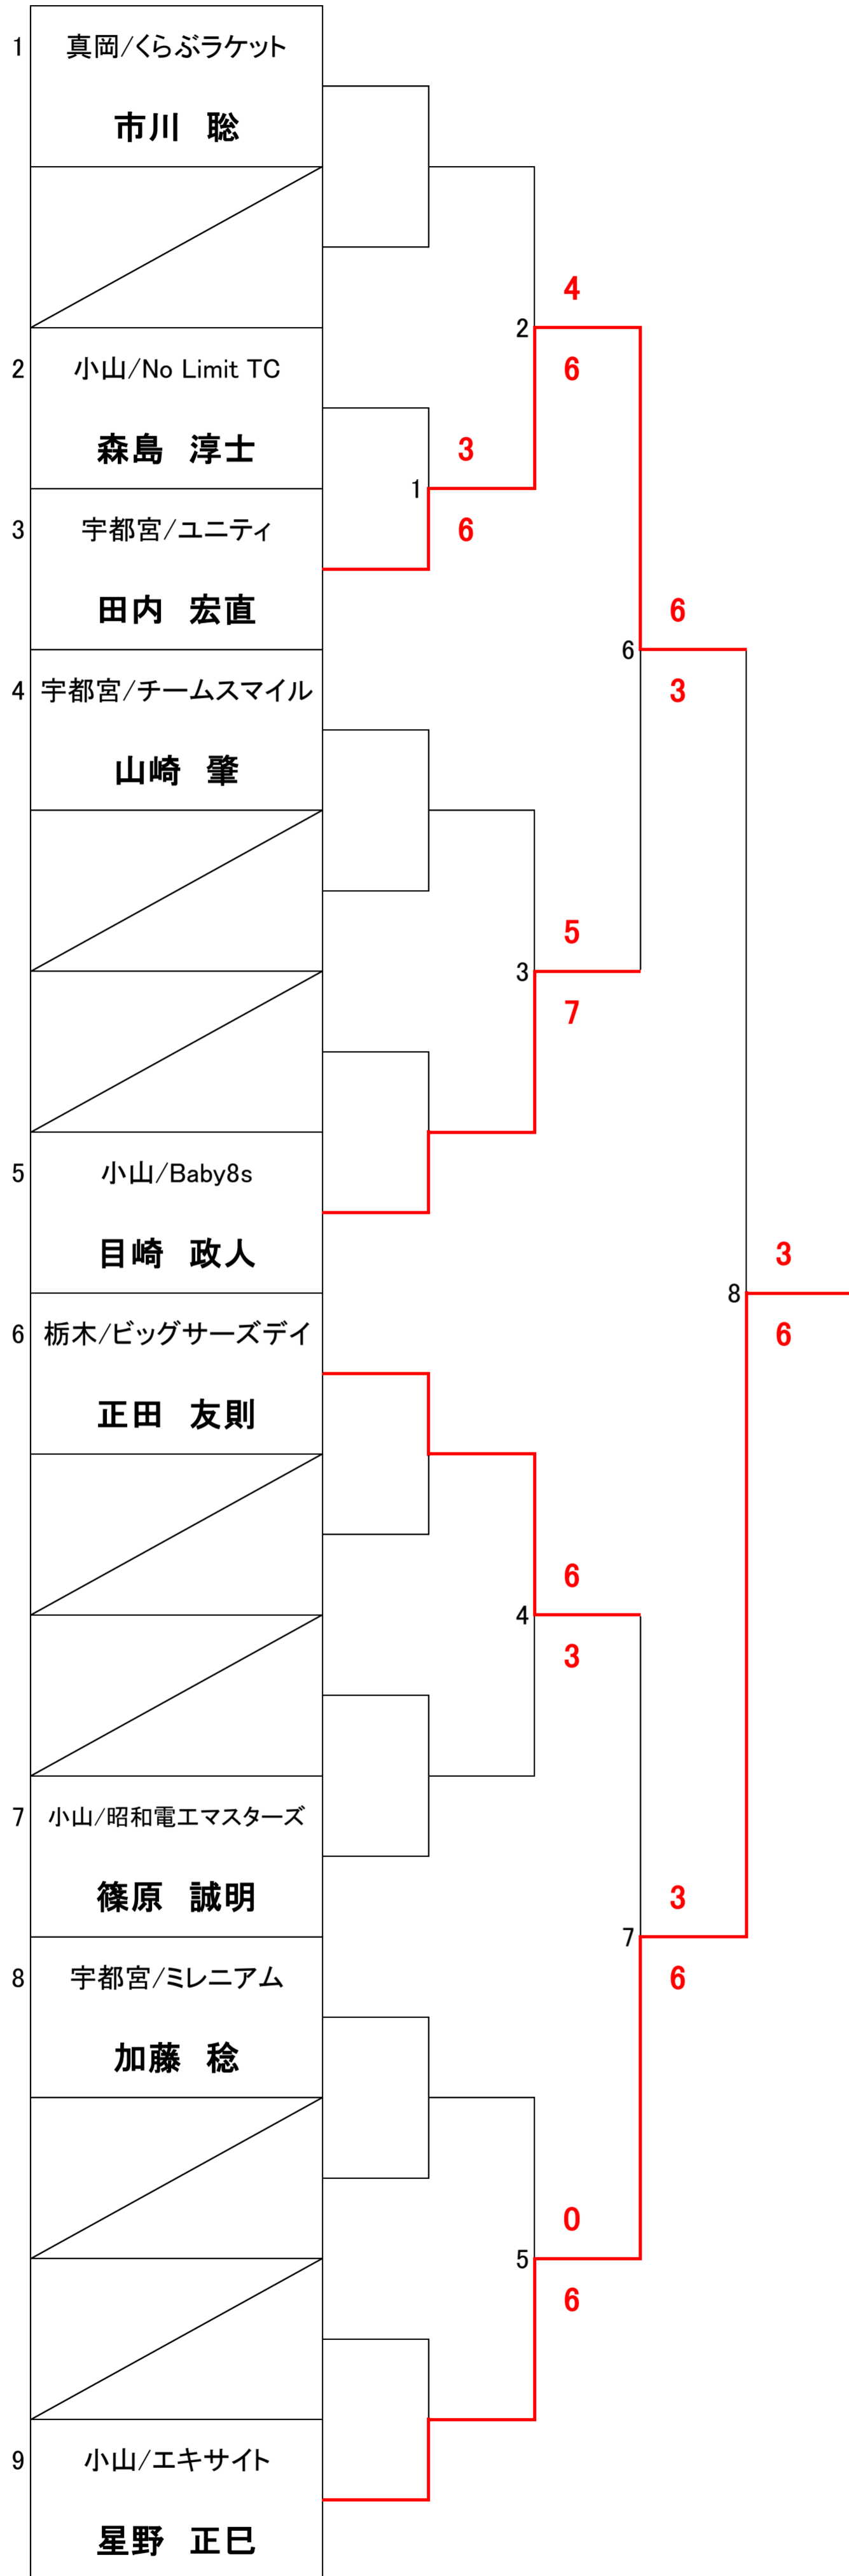 1 真岡/くらぶラケット
市川 聡
4
2
6
2 小山/No Limit TC
森島 淳士
3
1
6
3 宇都宮/ユニティ
田内 宏直
6
6
3
4 宇都宮/チームスマイル
山崎 肇
5
3
7
5 小山/Baby8s
目崎 政人
3
8
6
6 栃木/ビッグサーズデイ
正田 友則
6
4
3
7 小山/昭和電工マスターズ
篠原 誠明
3
7
6
8 宇都宮/ミレニアム
加藤 稔
0
5
6
9 小山/エキサイト
星野 正巳